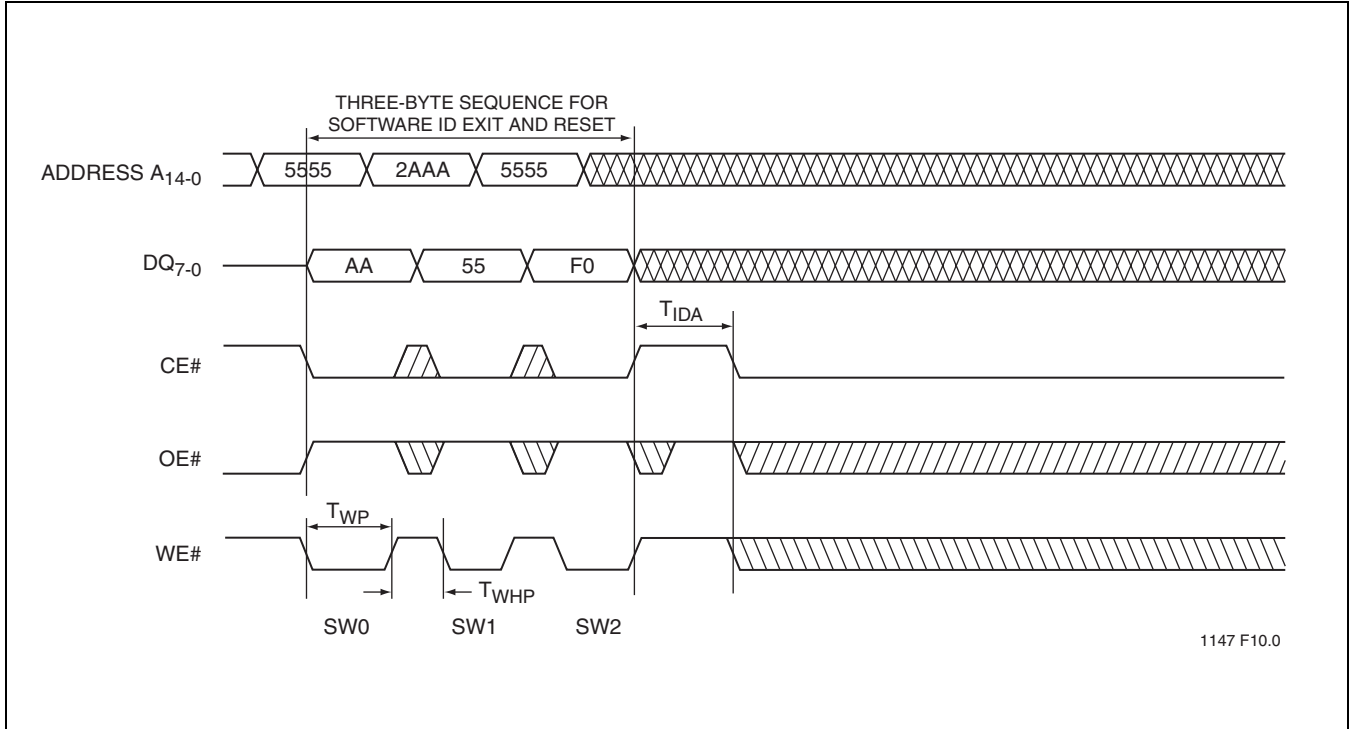 THREE-BYTE SEQUENCE FOR
SOFTWARE ID EXIT AND RESET
ADDRESS A14-0 5555 2AAA 5555
DQ7-0 AA 55 F0
TIDA
CE#
OE#
TWP
WE#
TWHP
SW0 SW1 SW2
1147 F10.0